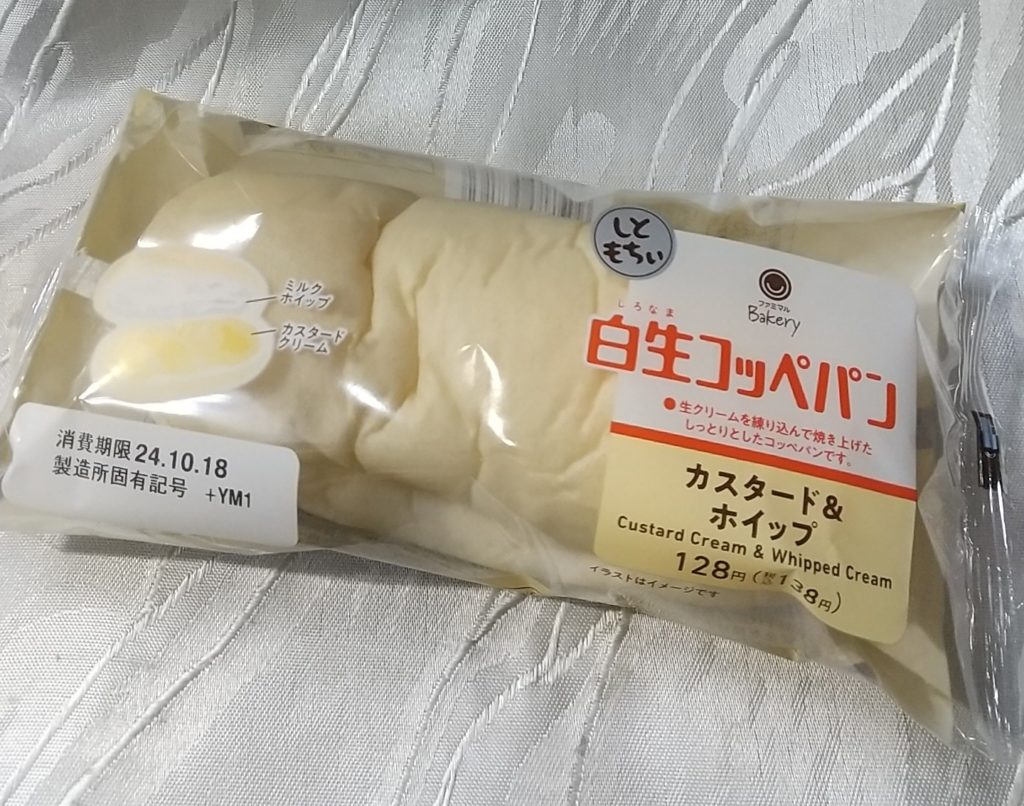 しと
もちぃ
ファミマル
Bakery
しろなま
白生コッペパン
●生クリームを練り込んで焼き上げた
しっとりとしたコッペパンです。
カスタード&
ホイップ
Custard Cream & Whipped Cream
128円(税込138円)
イラストはイメージです
ミルク
ホイップ
カスタード
クリーム
消費期限 24.10.18
製造所固有記号 +YM1